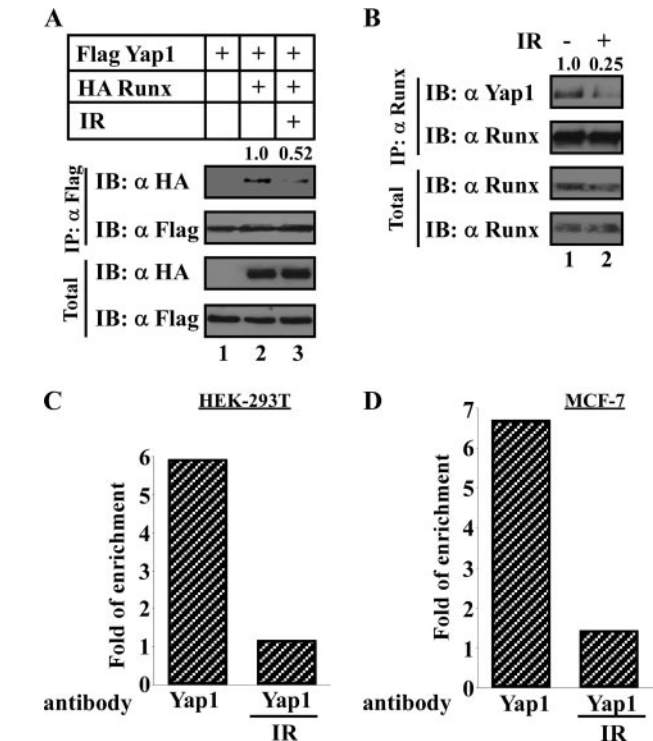 A
Flag Yap1 + + +
HA Runx + +
IR +
1.0 0.52
IP: α Flag
IB: α HA
IB: α Flag
Total
IB: α HA
IB: α Flag
1 2 3
B
IR - +
1.0 0.25
IP: α Runx
IB: α Yap1
IB: α Runx
Total
IB: α Runx
IB: α Runx
1 2
C
HEK-293T
Fold of enrichment
6
5
4
3
2
1
0
antibody Yap1 Yap1
IR
D
MCF-7
Fold of enrichment
7
6
5
4
3
2
1
0
antibody Yap1 Yap1
IR